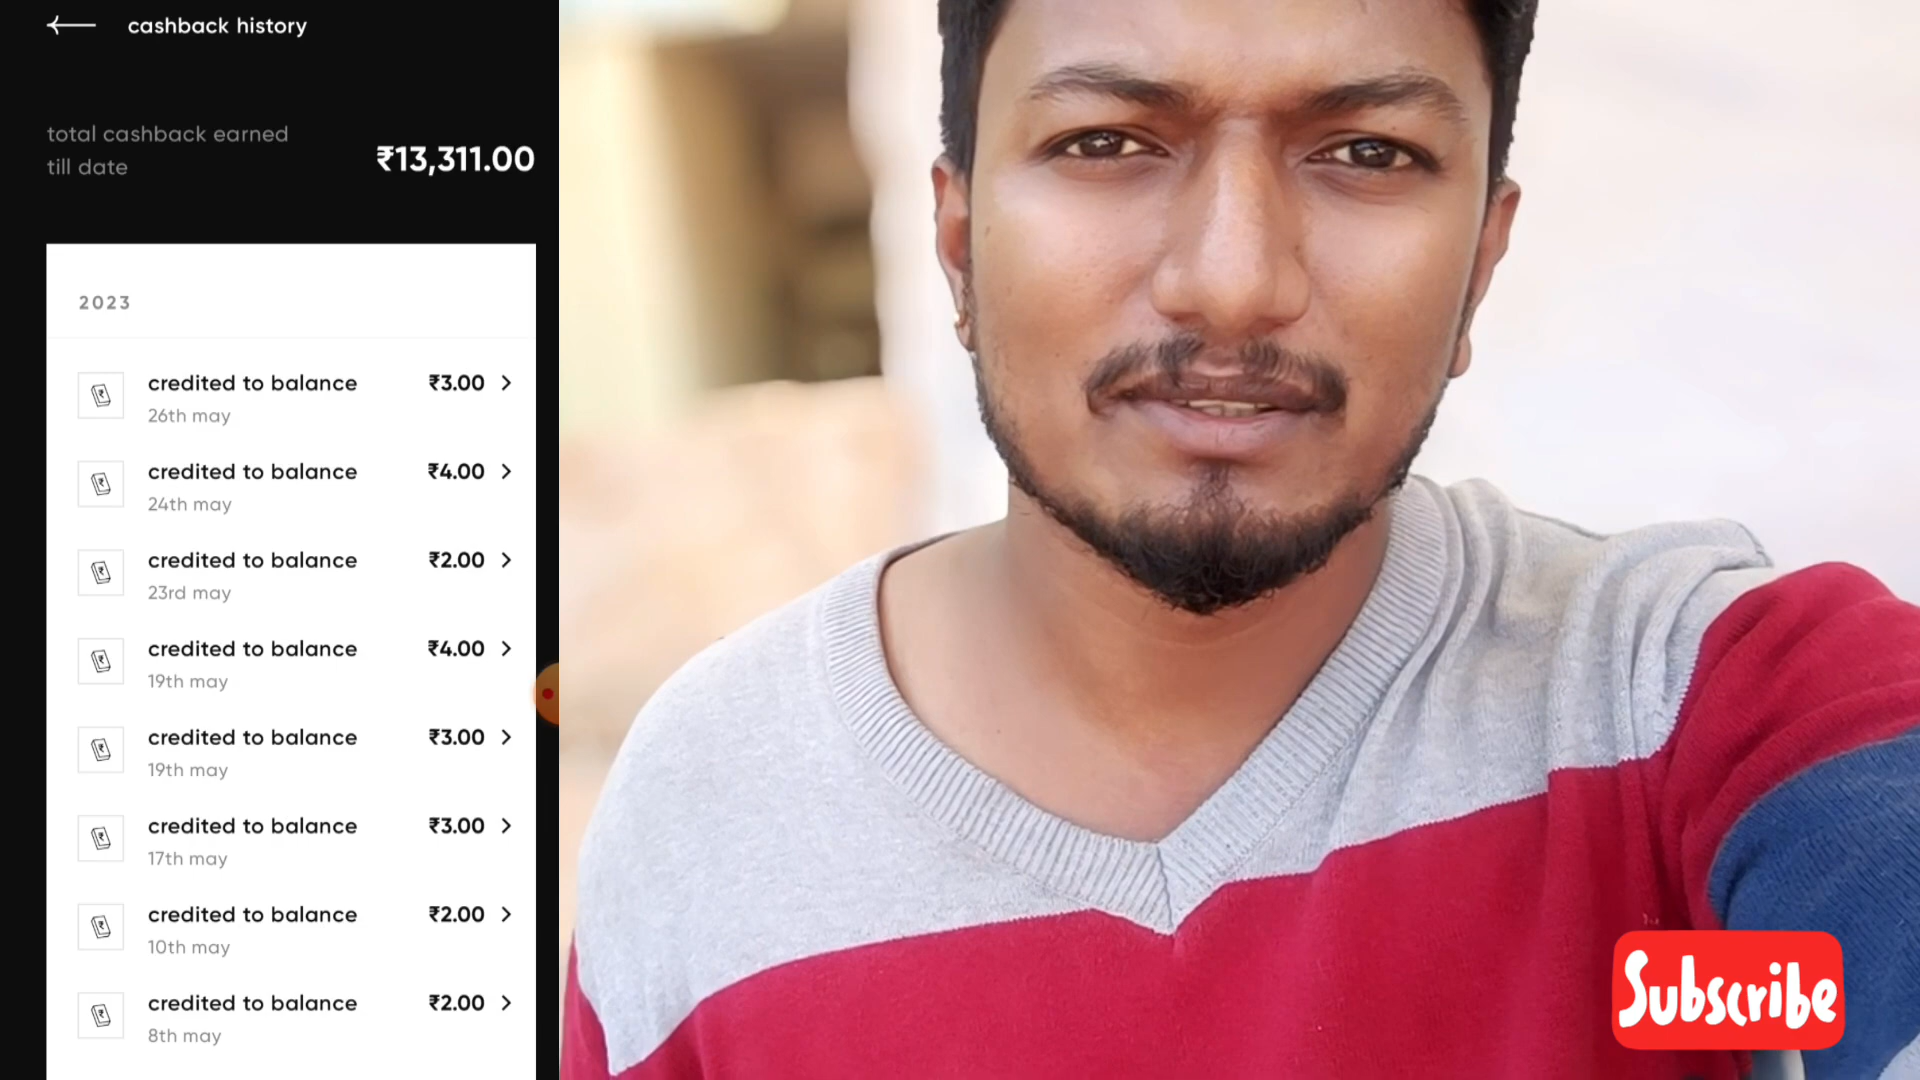 cashback history
total cashback earned
till date
₹13,311.00
2023
credited to balance ₹3.00
26th may
credited to balance ₹4.00
24th may
credited to balance ₹2.00
23rd may
credited to balance ₹4.00
19th may
credited to balance ₹3.00
19th may
credited to balance ₹3.00
17th may
credited to balance ₹2.00
10th may
credited to balance ₹2.00
8th may
Subscribe